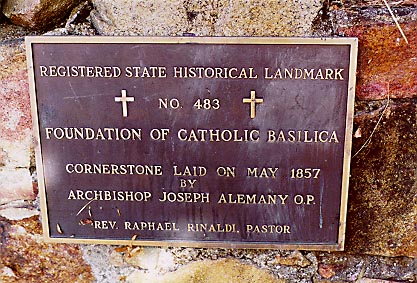 REGISTERED STATE HISTORICAL LANDMARK
NO. 483
FOUNDATION OF CATHOLIC BASILICA
CORNERSTONE LAID ON MAY 1857
BY
ARCHBISHOP JOSEPH ALEMANY O.P.
REV. RAPHAEL RINALDI, PASTOR